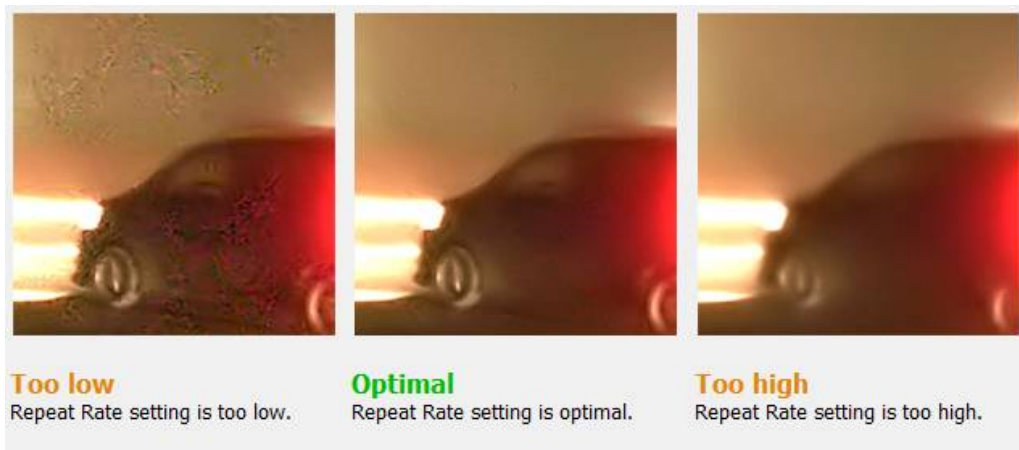 Too low
Repeat Rate setting is too low.
Optimal
Repeat Rate setting is optimal.
Too high
Repeat Rate setting is too high.